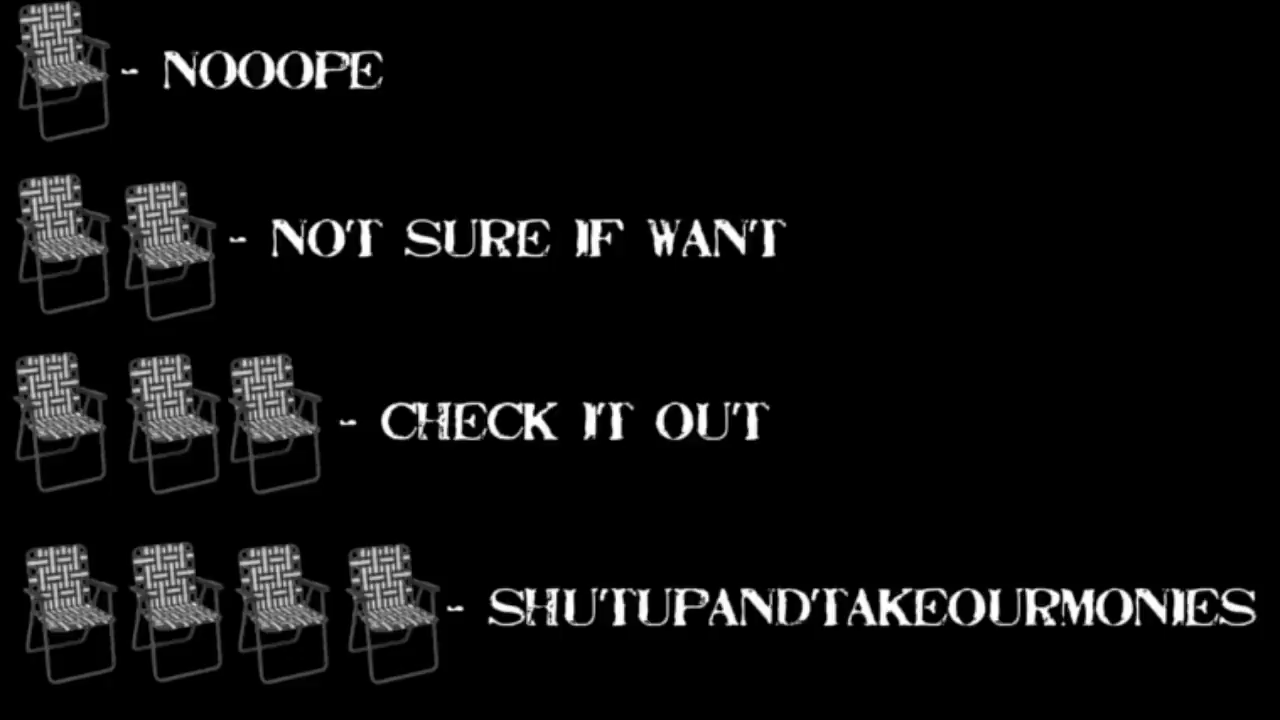 - NOOOPE
- NOT SURE IF WANT
- CHECK IT OUT
- SHUTUPANDTAKEOURMONIES